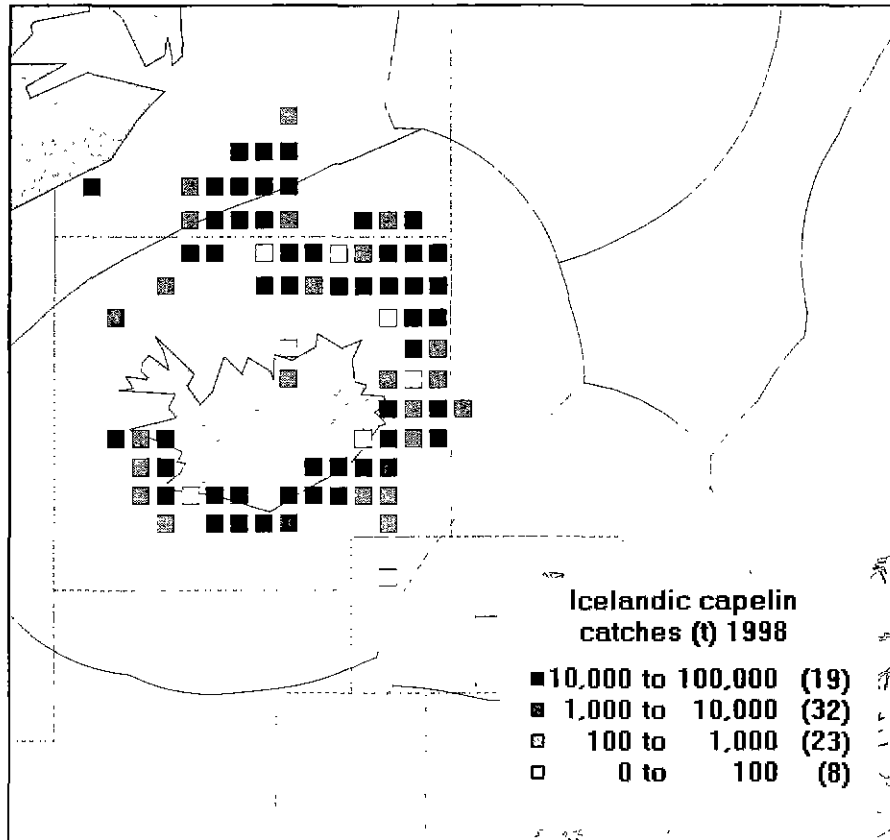 Icelandic capelin
catches (t) 1998
10,000 to 100,000 (19)
1,000 to 10,000 (32)
100 to 1,000 (23)
0 to 100 (8)